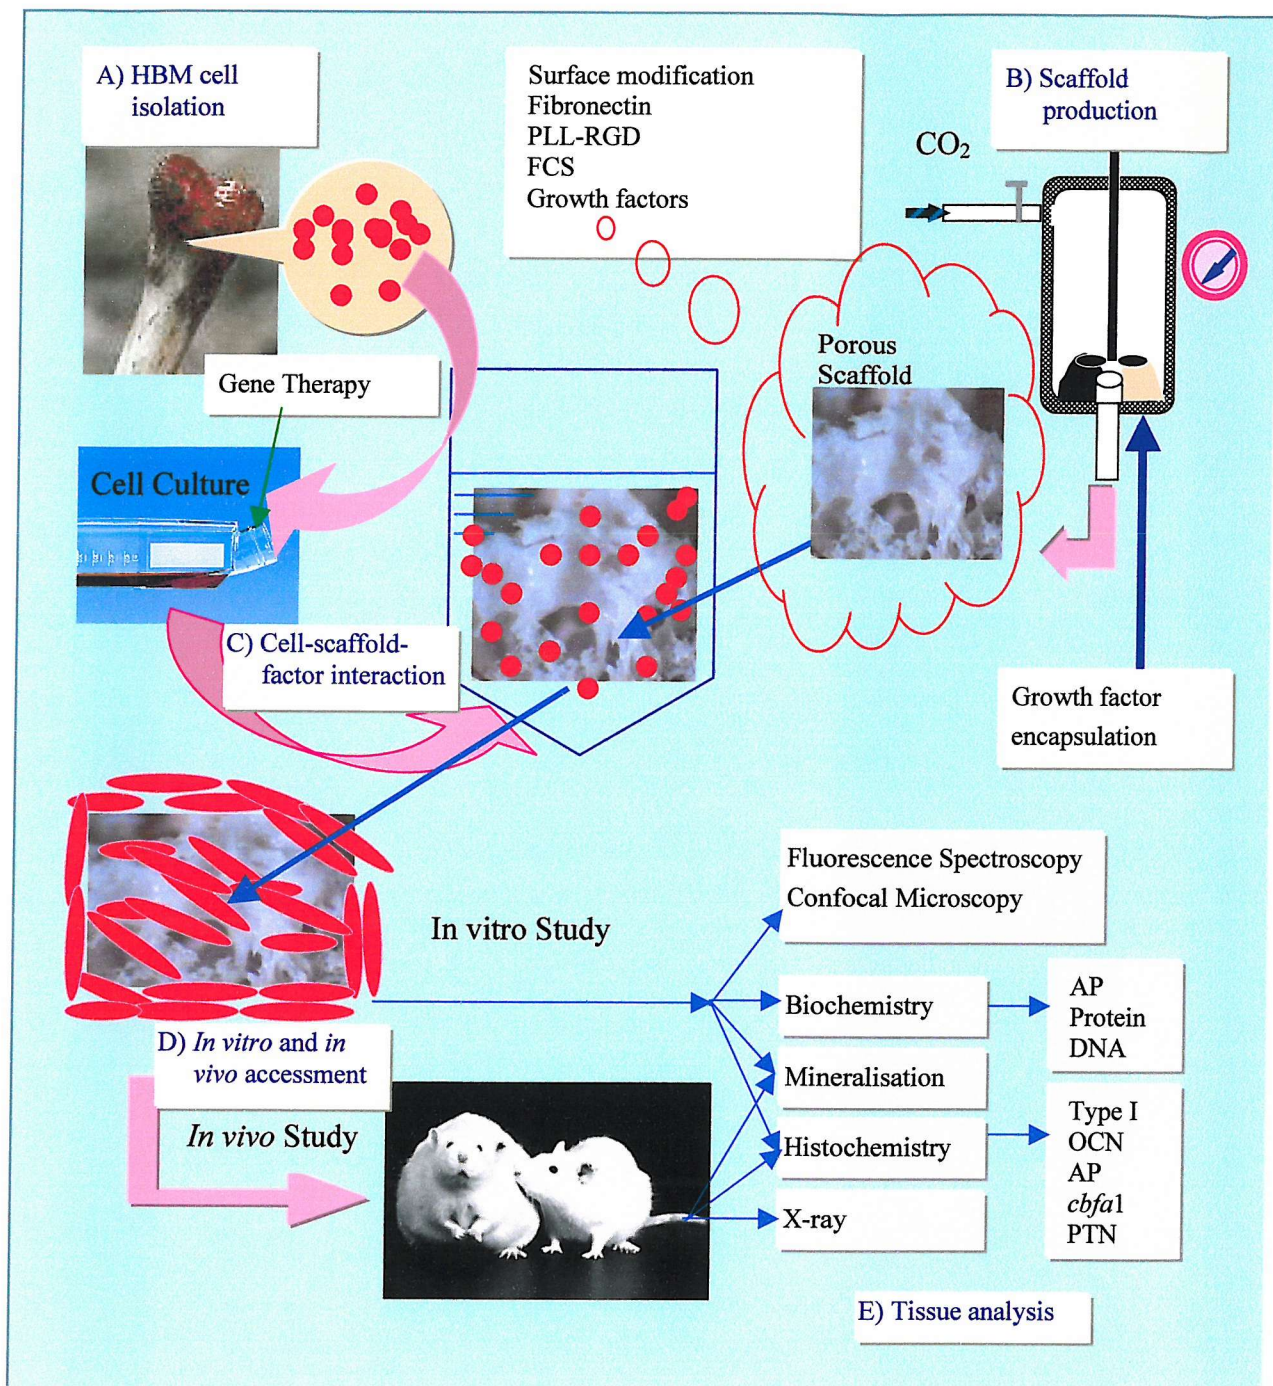 A) HBM cell
isolation
Surface modification
Fibronectin
PLL-RGD
FCS
Growth factors
B) Scaffold
production
CO2
Gene Therapy
Porous
Scaffold
Cell Culture
C) Cell-scaffold-
factor interaction
Growth factor
encapsulation
In vitro Study
Fluorescence Spectroscopy
Confocal Microscopy
Biochemistry
AP
Protein
DNA
D) In vitro and in
vivo accessment
Mineralisation
In vivo Study
Histochemistry
Type I
OCN
AP
cbfa1
PTN
X-ray
E) Tissue analysis